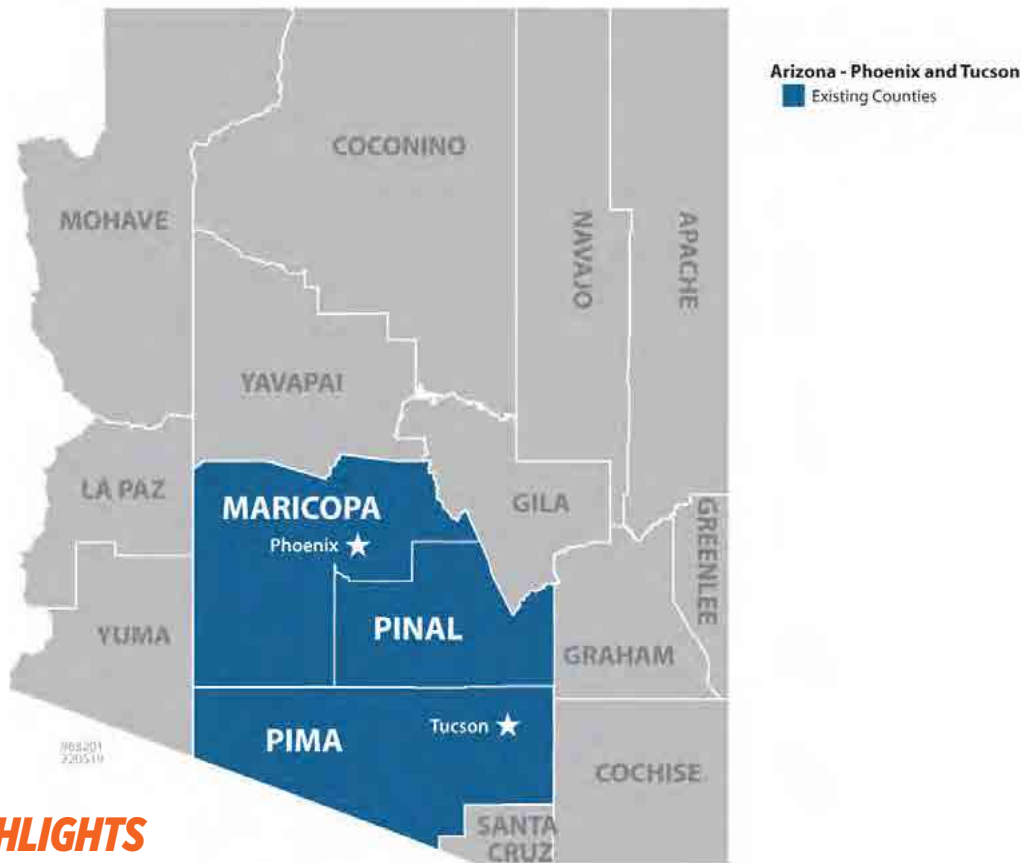 Arizona - Phoenix and Tucson
Existing Counties
COCONINO
MOHAVE
NAVAJO
APACHE
YAVAPAI
LA PAZ
MARICOPA
Phoenix
GILA
GREENLEE
YUMA
PINAL
GRAHAM
PIMA
Tucson
COCHISE
SANTA
CRUZ
HLIGHTS